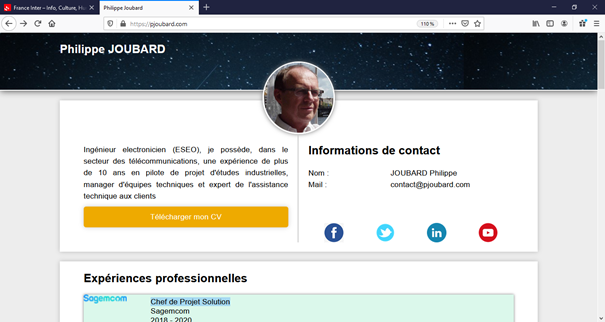 France Inter – Info, Culture, Hu
Philippe Joubard
https://pjoubard.com
110 %
Philippe JOUBARD
Ingénieur electronicien (ESEO), je possède, dans le
secteur des télécommunications, une expérience de plus
de 10 ans en pilote de projet d'études industrielles,
manager d'équipes techniques et expert de l'assistance
technique aux clients
Télécharger mon CV
Informations de contact
Nom : JOUBARD Philippe
Mail : contact@pjoubard.com
Expériences professionnelles
Sagemcom
Chef de Projet Solution
Sagemcom
2018 - 2020